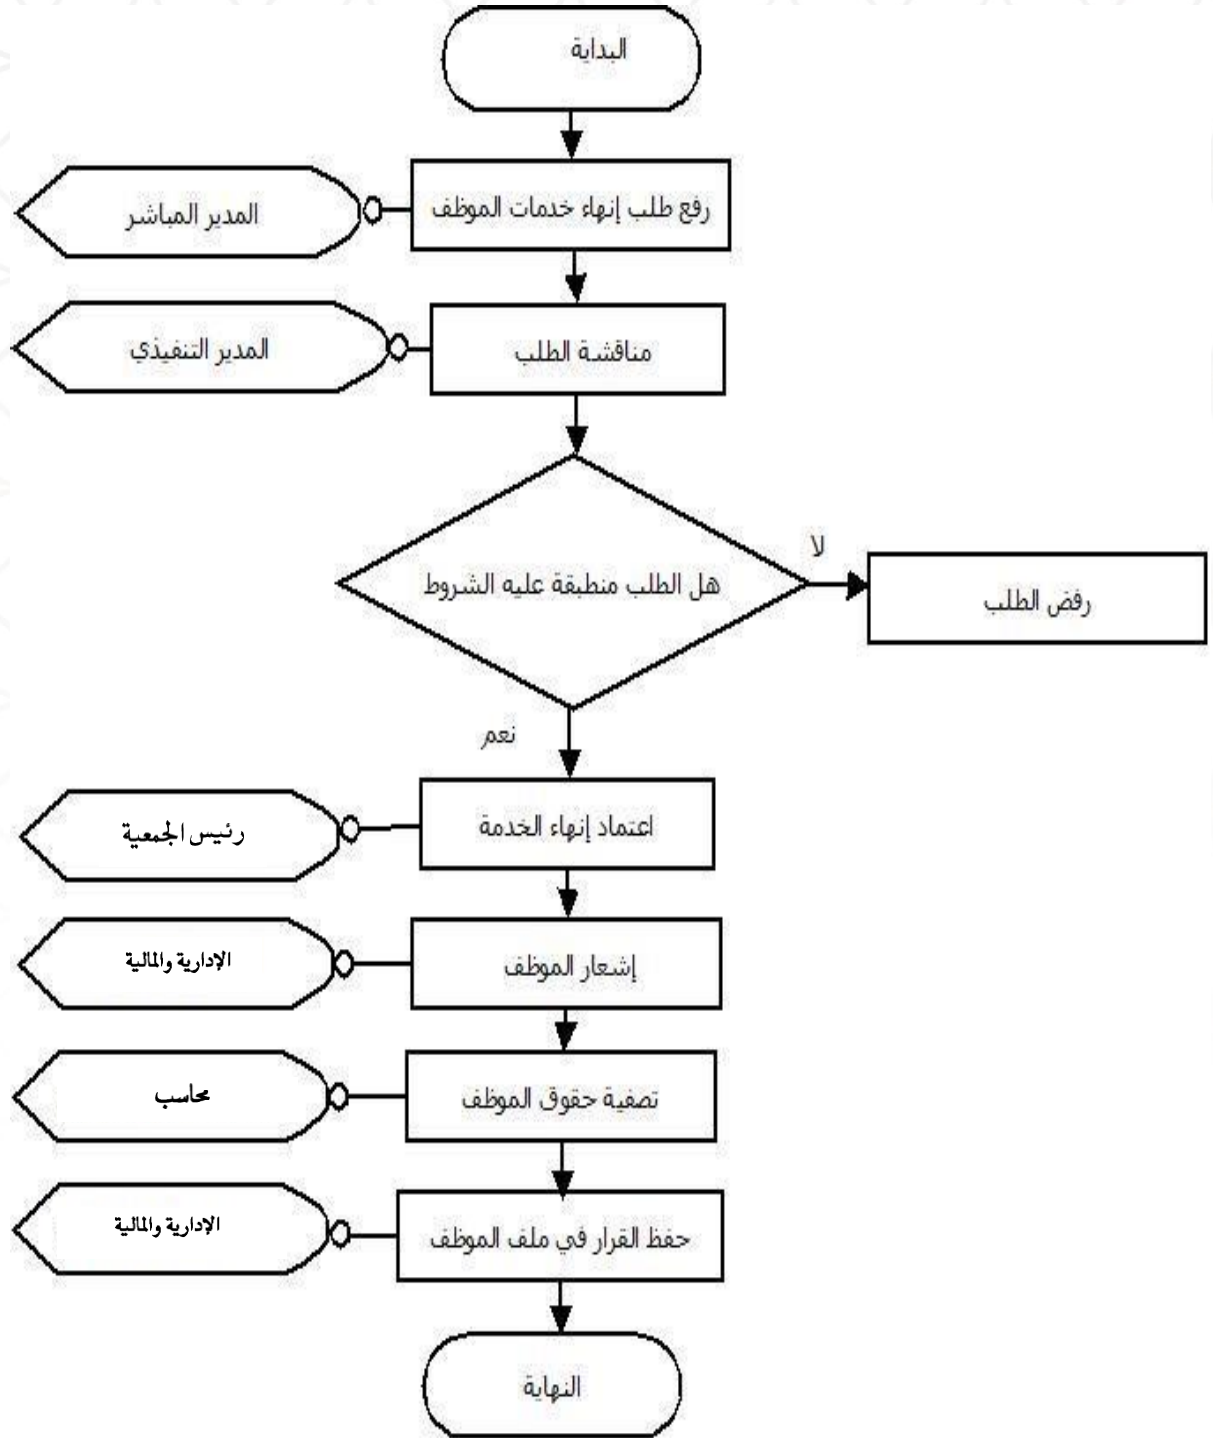 البداية
رفع طلب إنهاء خدمات الموظف
المدير المباشر
مناقشة الطلب
المدير التنفيذي
هل الطلب منطبقة عليه الشروط
لا
رفض الطلب
نعم
اعتماد إنهاء الخدمة
رئيس الجمعية
إشعار الموظف
الإدارية والمالية
تصفية حقوق الموظف
محاسب
حفظ القرار في ملف الموظف
الإدارية والمالية
النهاية